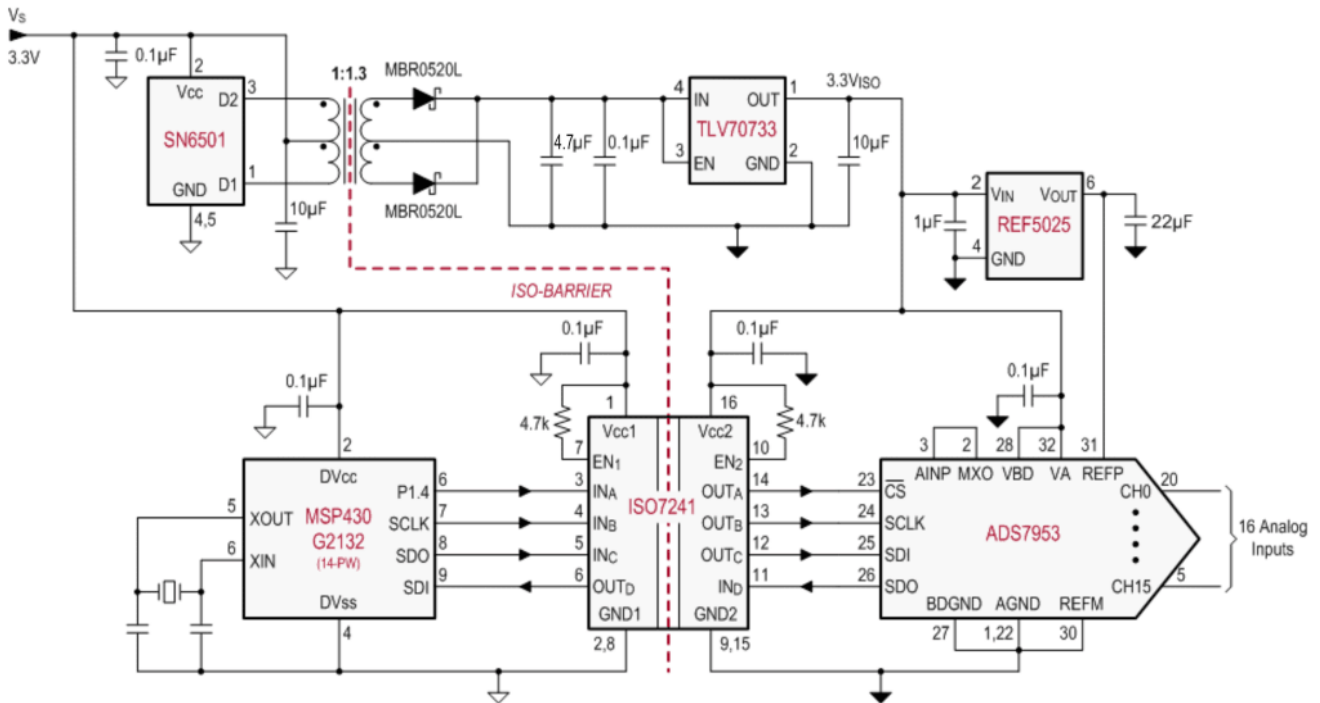 Vs
3.3V
0.1µF
2
Vcc
D2
3
SN6501
D1
1
GND
4,5
10µF
1:1.3
MBR0520L
MBR0520L
4.7µF
0.1µF
4
IN
OUT
1
TLV70733
3
EN
GND
2
3.3VISO
10µF
2
VIN
VOUT
6
REF5025
1µF
4
GND
22µF
ISO-BARRIER
0.1µF
0.1µF
0.1µF
0.1µF
4.7k
4.7k
1
16
Vcc1
Vcc2
7
EN1
EN2
10
3
INA
OUTA
14
ISO7241
4
INB
OUTB
13
5
INC
OUTC
12
6
OUTD
IND
11
GND1
GND2
2,8
9,15
2
DVcc
5
XOUT
MSP430
G2132
(14-PW)
6
XIN
P1.4
6
SCLK
7
SDO
8
SDI
9
DVss
4
3
2
28
32
31
AINP
MXO
VBD
VA
REFP
23
CS
CH0
20
24
SCLK
ADS7953
25
SDI
26
SDO
CH15
5
16 Analog
Inputs
BDGND
AGND
REFM
27
1,22
30